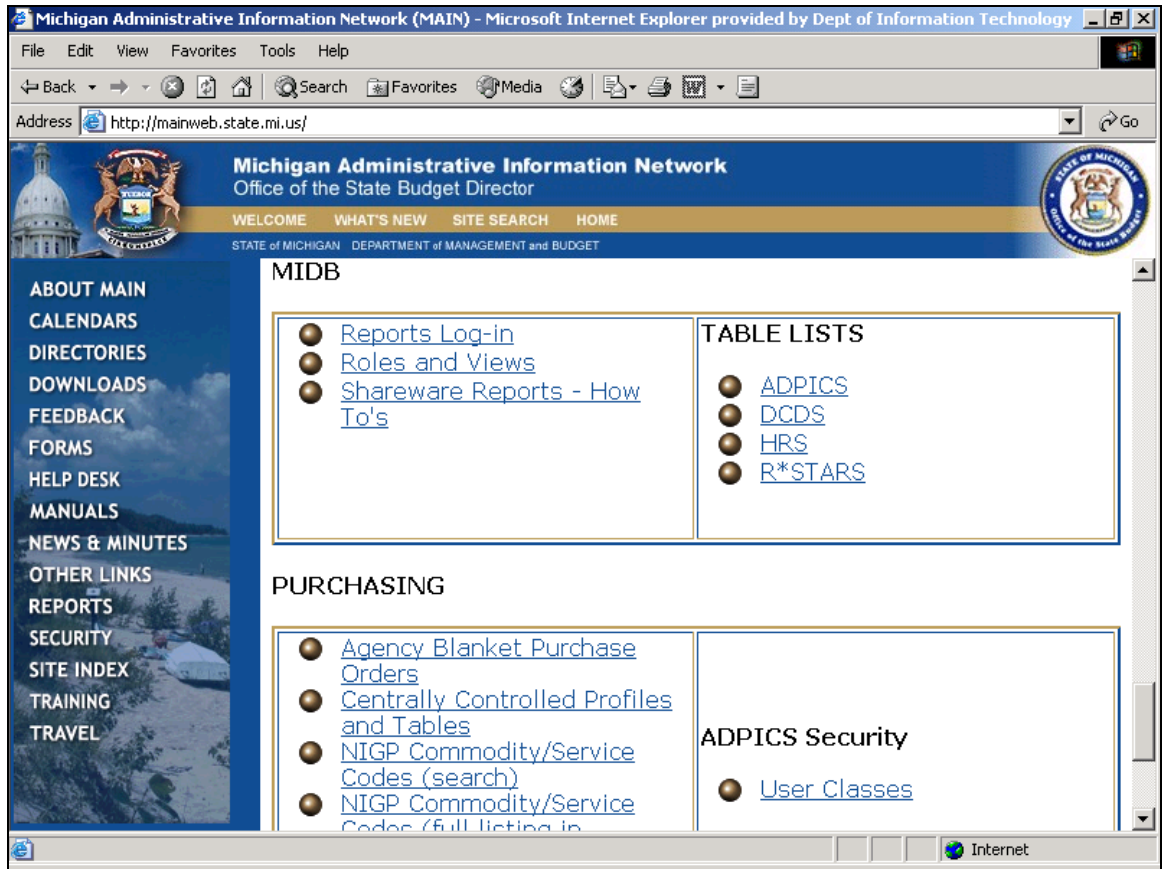 Michigan Administrative Information Network (MAIN) - Microsoft Internet Explorer provided by Dept of Information Technology
File Edit View Favorites Tools Help
Back Search Favorites Media
Address http://mainweb.state.mi.us/ Go
Michigan Administrative Information Network
Office of the State Budget Director
WELCOME WHAT'S NEW SITE SEARCH HOME
STATE of MICHIGAN DEPARTMENT of MANAGEMENT and BUDGET
ABOUT MAIN
CALENDARS
DIRECTORIES
DOWNLOADS
FEEDBACK
FORMS
HELP DESK
MANUALS
NEWS & MINUTES
OTHER LINKS
REPORTS
SECURITY
SITE INDEX
TRAINING
TRAVEL
MIDB
Reports Log-in
Roles and Views
Shareware Reports - How
To's
TABLE LISTS
ADPICS
DCDS
HRS
R*STARS
PURCHASING
Agency Blanket Purchase
Orders
Centrally Controlled Profiles
and Tables
NIGP Commodity/Service
Codes (search)
NIGP Commodity/Service
Codes (full listing in
ADPICS Security
User Classes
Internet